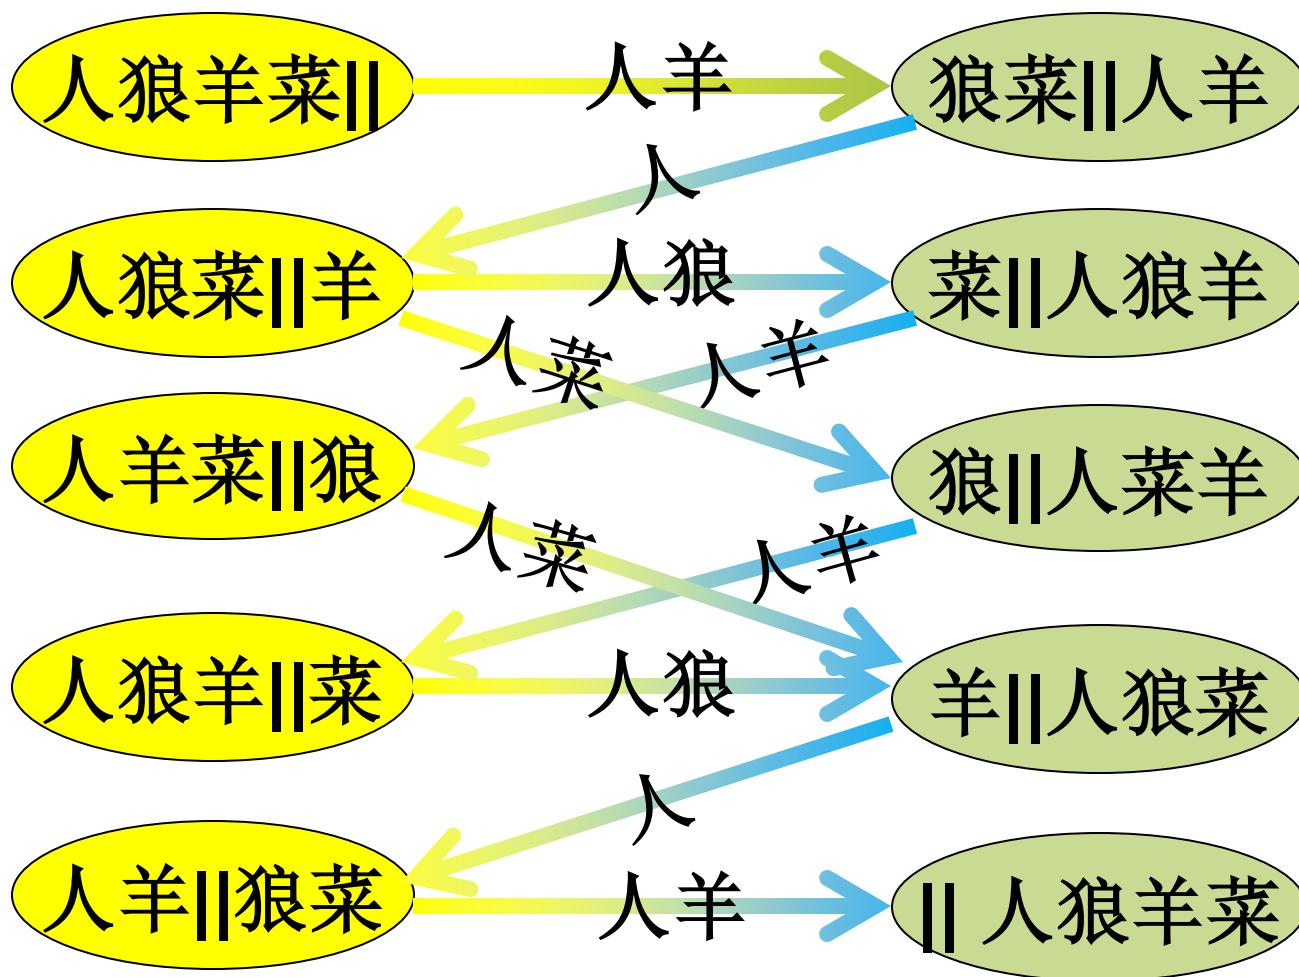 人狼羊菜||
人羊
狼菜||人羊
人
人狼菜||羊
人狼
菜||人狼羊
人菜
人羊
人羊菜||狼
狼||人菜羊
人菜
人羊
人狼羊||菜
人狼
羊||人狼菜
人
人羊||狼菜
人羊
|| 人狼羊菜